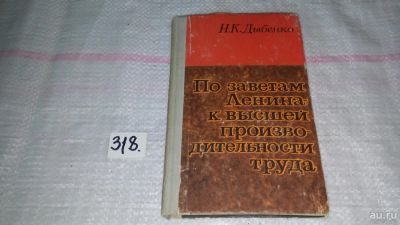 Н.К.Дыбенко
По заветам
Ленина-
к высшей
произво-
дительности
труда
318.
au.ru